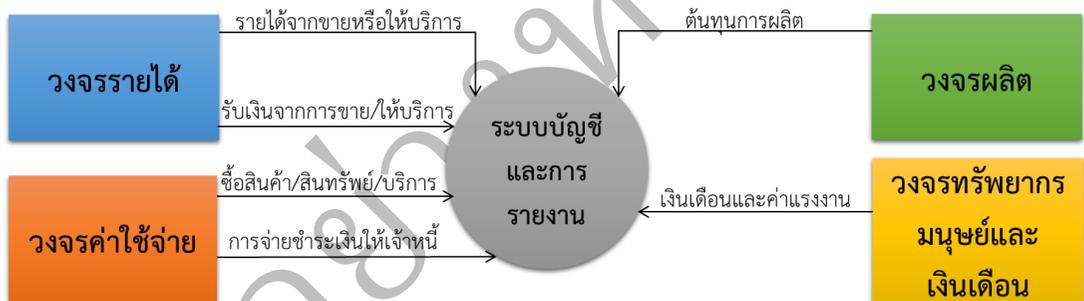 รายได้จากขายหรือให้บริการ
ต้นทุนการผลิต
วงจรรายได้
วงจรผลิต
รับเงินจากการขาย/ให้บริการ
ระบบบัญชี
และการ
รายงาน
ซื้อสินค้า/สินทรัพย์/บริการ
วงจรค่าใช้จ่าย
การจ่ายชำระเงินให้เจ้าหนี้
เงินเดือนและค่าแรงงาน
วงจรทรัพยากร
มนุษย์และ
เงินเดือน